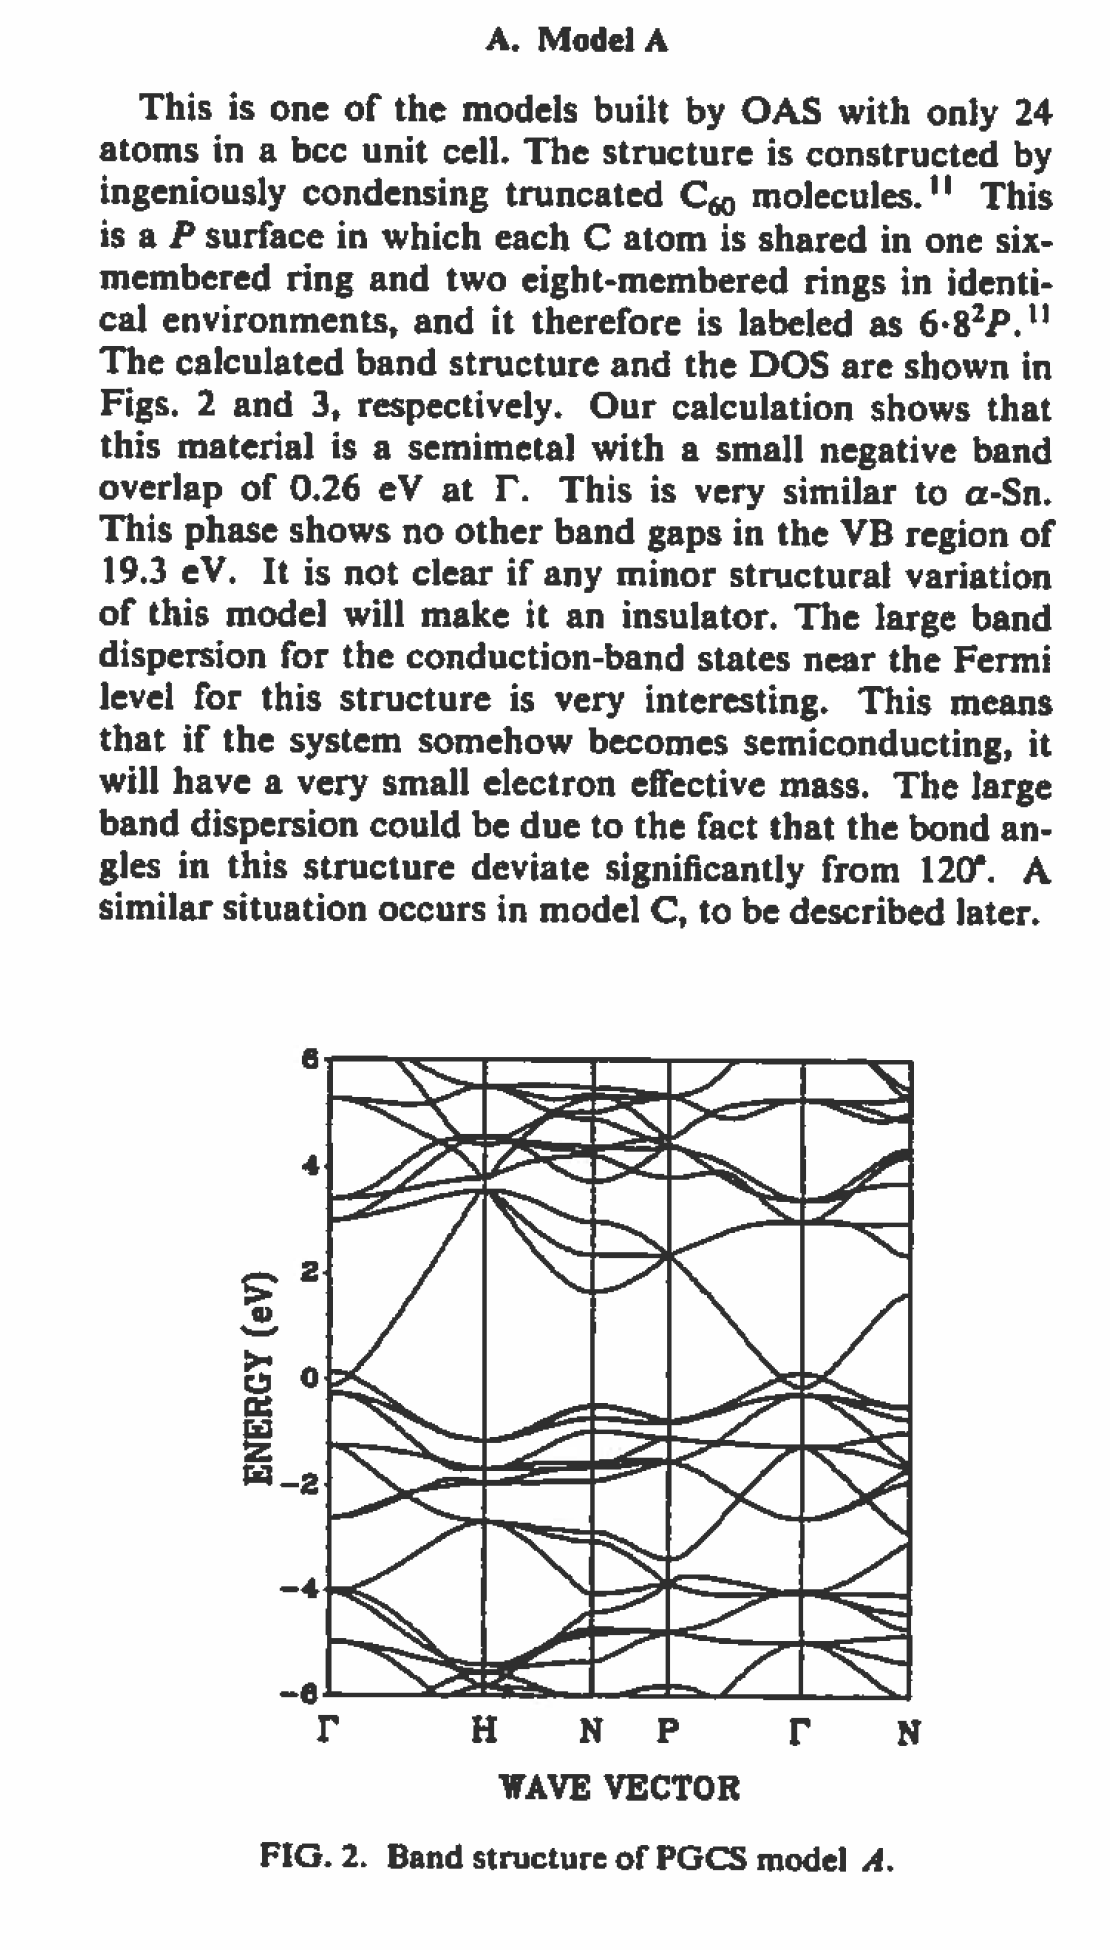 A. Model A
This is one of the models built by OAS with only 24
atoms in a bcc unit cell. The structure is constructed by
ingeniously condensing truncated C60 molecules.11 This
is a P surface in which each C atom is shared in one six-
membered ring and two eight-membered rings in identi-
cal environments, and it therefore is labeled as 6·8²P.11
The calculated band structure and the DOS are shown in
Figs. 2 and 3, respectively. Our calculation shows that
this material is a semimetal with a small negative band
overlap of 0.26 eV at Γ. This is very similar to α-Sn.
This phase shows no other band gaps in the VB region of
19.3 eV. It is not clear if any minor structural variation
of this model will make it an insulator. The large band
dispersion for the conduction-band states near the Fermi
level for this structure is very interesting. This means
that if the system somehow becomes semiconducting, it
will have a very small electron effective mass. The large
band dispersion could be due to the fact that the bond an-
gles in this structure deviate significantly from 120°. A
similar situation occurs in model C, to be described later.
6
4
2
0
−2
−4
−6
ENERGY (eV)
Γ H N P Γ N
WAVE VECTOR
FIG. 2. Band structure of PGCS model A.